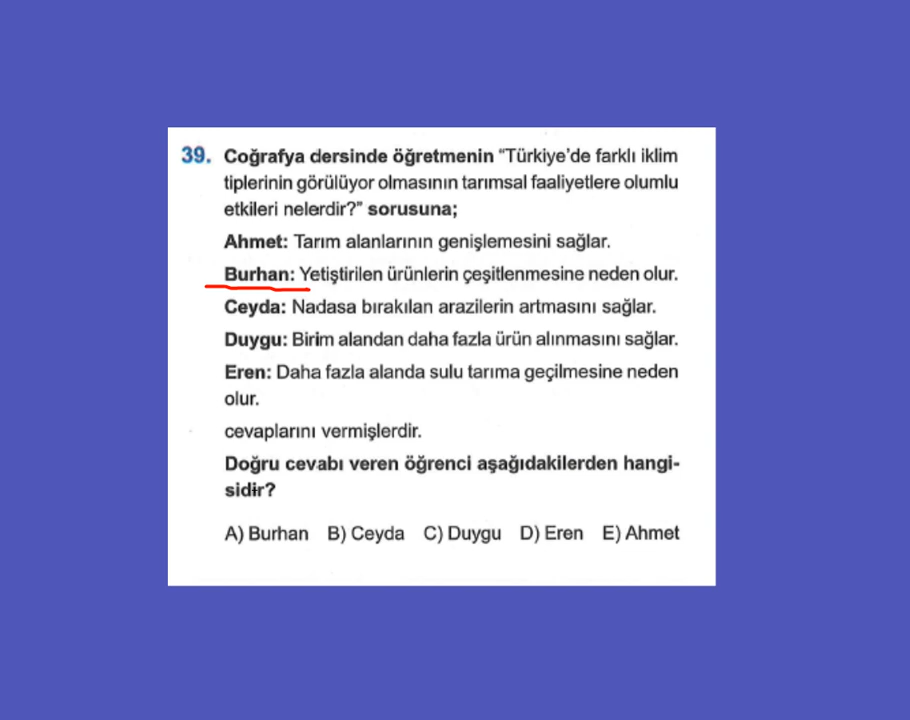 39. Coğrafya dersinde öğretmenin “Türkiye’de farklı iklim
tiplerinin görülüyor olmasının tarımsal faaliyetlere olumlu
etkileri nelerdir?” sorusuna;
Ahmet: Tarım alanlarının genişlemesini sağlar.
Burhan: Yetiştirilen ürünlerin çeşitlenmesine neden olur.
Ceyda: Nadasa bırakılan arazilerin artmasını sağlar.
Duygu: Birim alandan daha fazla ürün alınmasını sağlar.
Eren: Daha fazla alanda sulu tarıma geçilmesine neden
olur.
cevaplarını vermişlerdir.
Doğru cevabı veren öğrenci aşağıdakilerden hangi-
sidir?
A) Burhan B) Ceyda C) Duygu D) Eren E) Ahmet